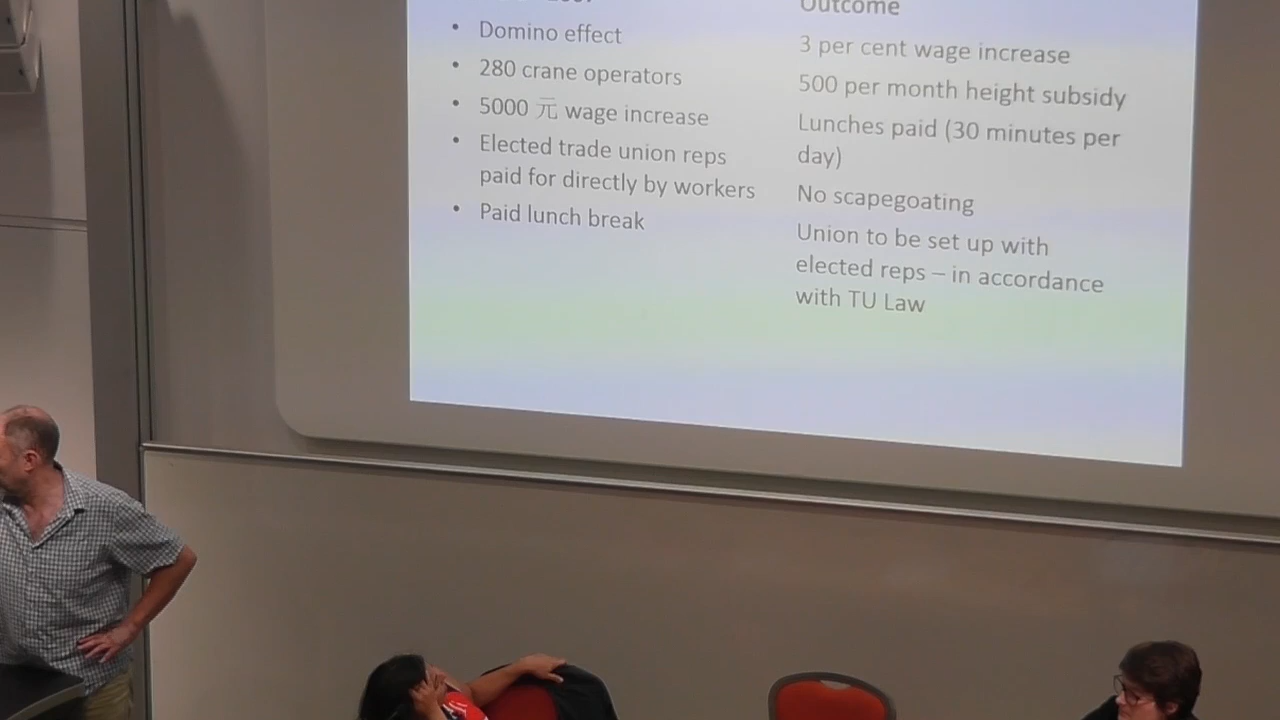 • Domino effect
• 280 crane operators
• 5000 元 wage increase
• Elected trade union reps
paid for directly by workers
• Paid lunch break
Outcome
3 per cent wage increase
500 per month height subsidy
Lunches paid (30 minutes per
day)
No scapegoating
Union to be set up with
elected reps – in accordance
with TU Law